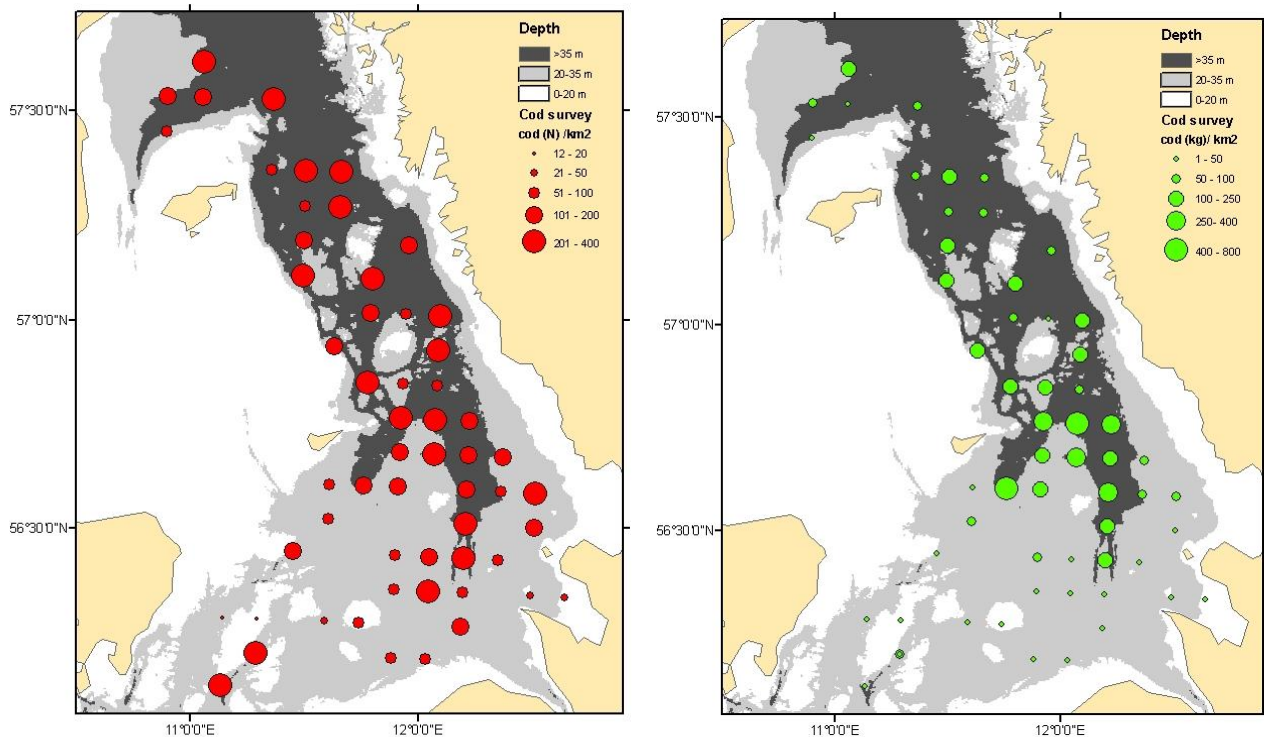 Depth
>35 m
20-35 m
0-20 m
Cod survey
cod (N) /km2
12 - 20
21 - 50
51 - 100
101 - 200
201 - 400
57°30'0"N
57°0'0"N
56°30'0"N
11°0'0"E
12°0'0"E
Depth
>35 m
20-35 m
0-20 m
Cod survey
cod (kg)/ km2
1 - 50
50 - 100
100 - 250
250- 400
400 - 800
57°30'0"N
57°0'0"N
56°30'0"N
11°0'0"E
12°0'0"E